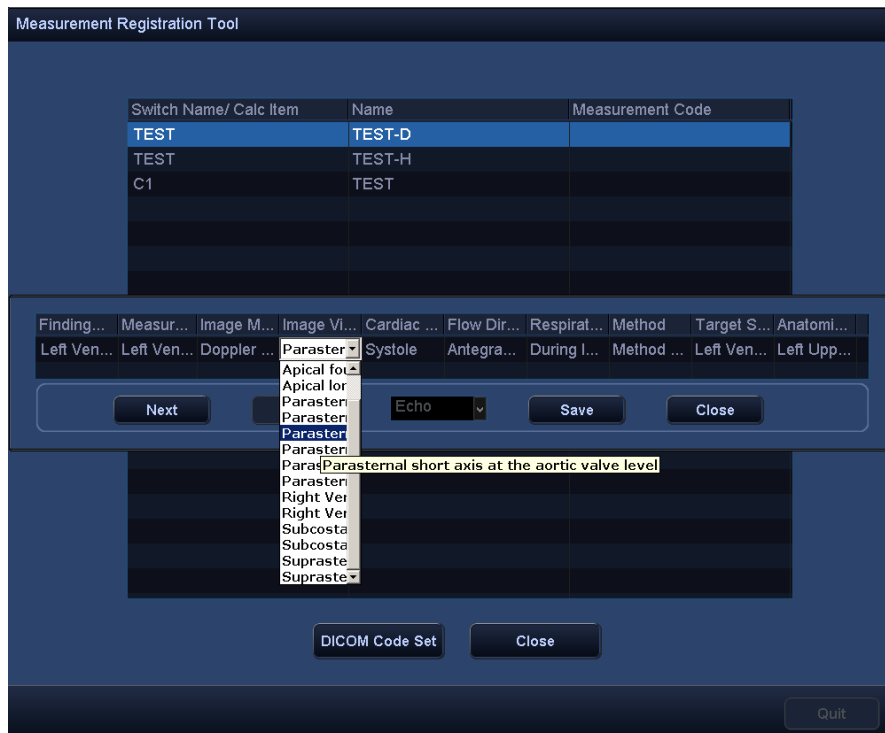 Measurement Registration Tool
Switch Name/ Calc Item Name Measurement Code
TEST TEST-D
TEST TEST-H
C1 TEST
Finding... Measur... Image M... Image Vi... Cardiac ... Flow Dir... Respirat... Method Target S... Anatomi...
Left Ven... Left Ven... Doppler ... Paraster Systole Antegra... During I... Method ... Left Ven... Left Upp...
Apical fou
Apical lor
Parastern
Parastern
Parastern
Parastern
Paras
Parastern
Right Ver
Right Ver
Subcosta
Subcosta
Supraste
Supraste
Next Echo Save Close
Parasternal short axis at the aortic valve level
DICOM Code Set Close
Quit